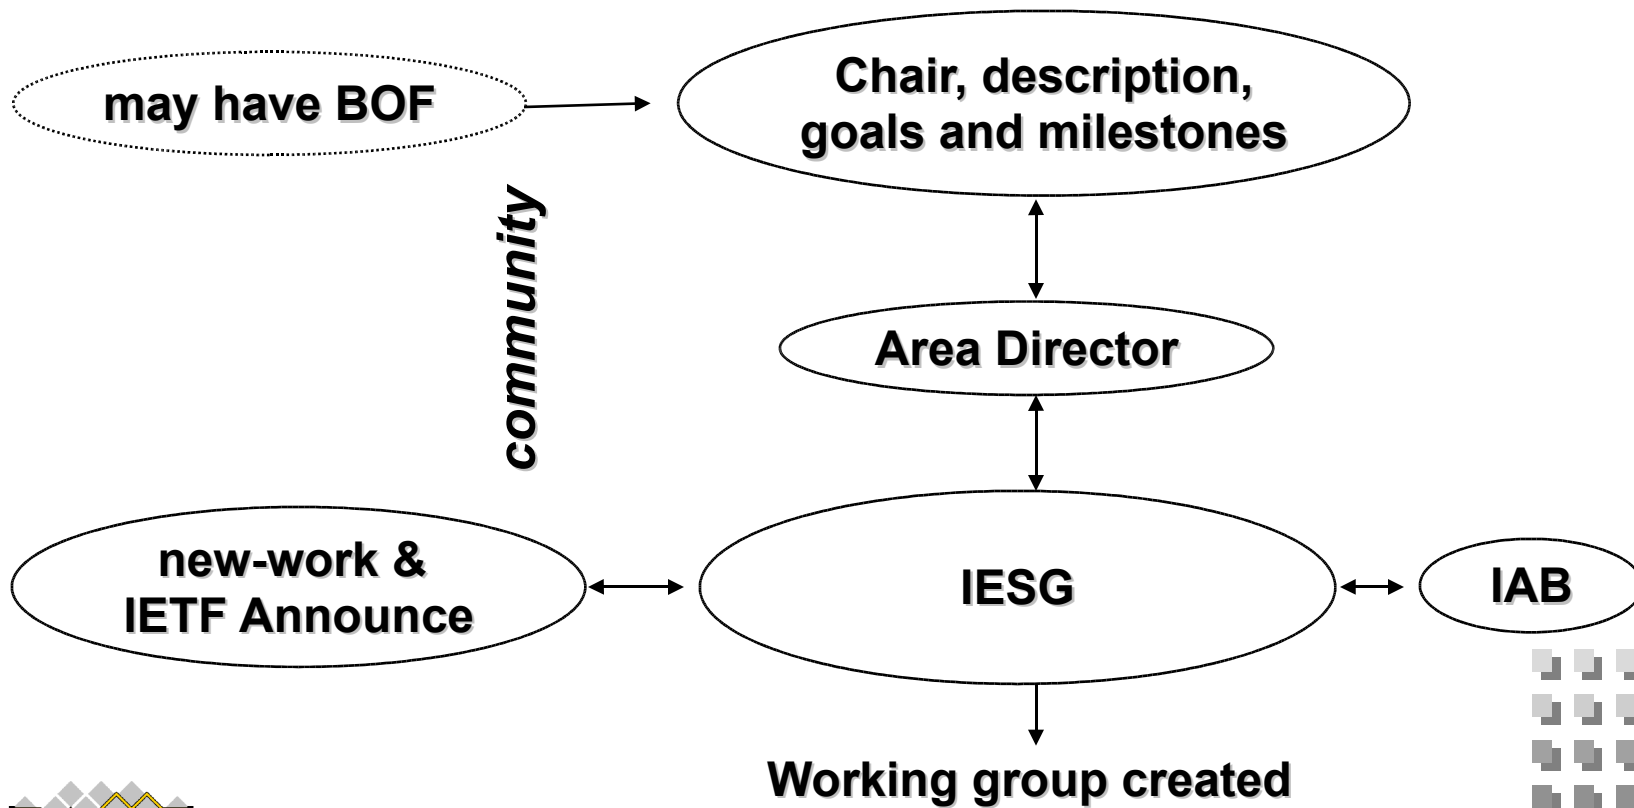 may have BOF
Chair, description,
goals and milestones
community
Area Director
new-work &
IETF Announce
IESG
IAB
Working group created